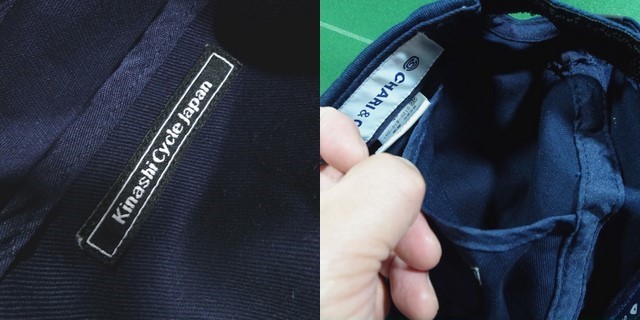 Kinashi Cycle Japan
CHARI &